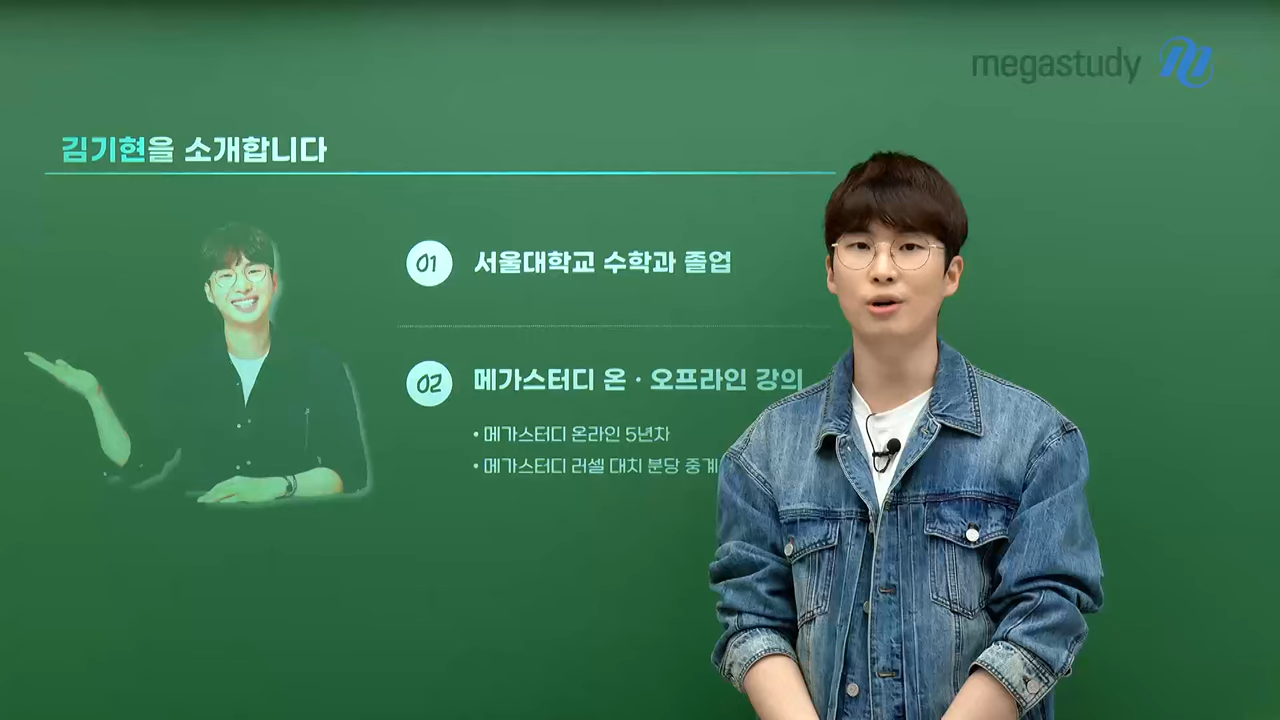 megastudy
김기현을 소개합니다
01 서울대학교 수학과 졸업
02 메가스터디 온·오프라인 강의
• 메가스터디 온라인 5년차
• 메가스터디 러셀 대치 분당 중계